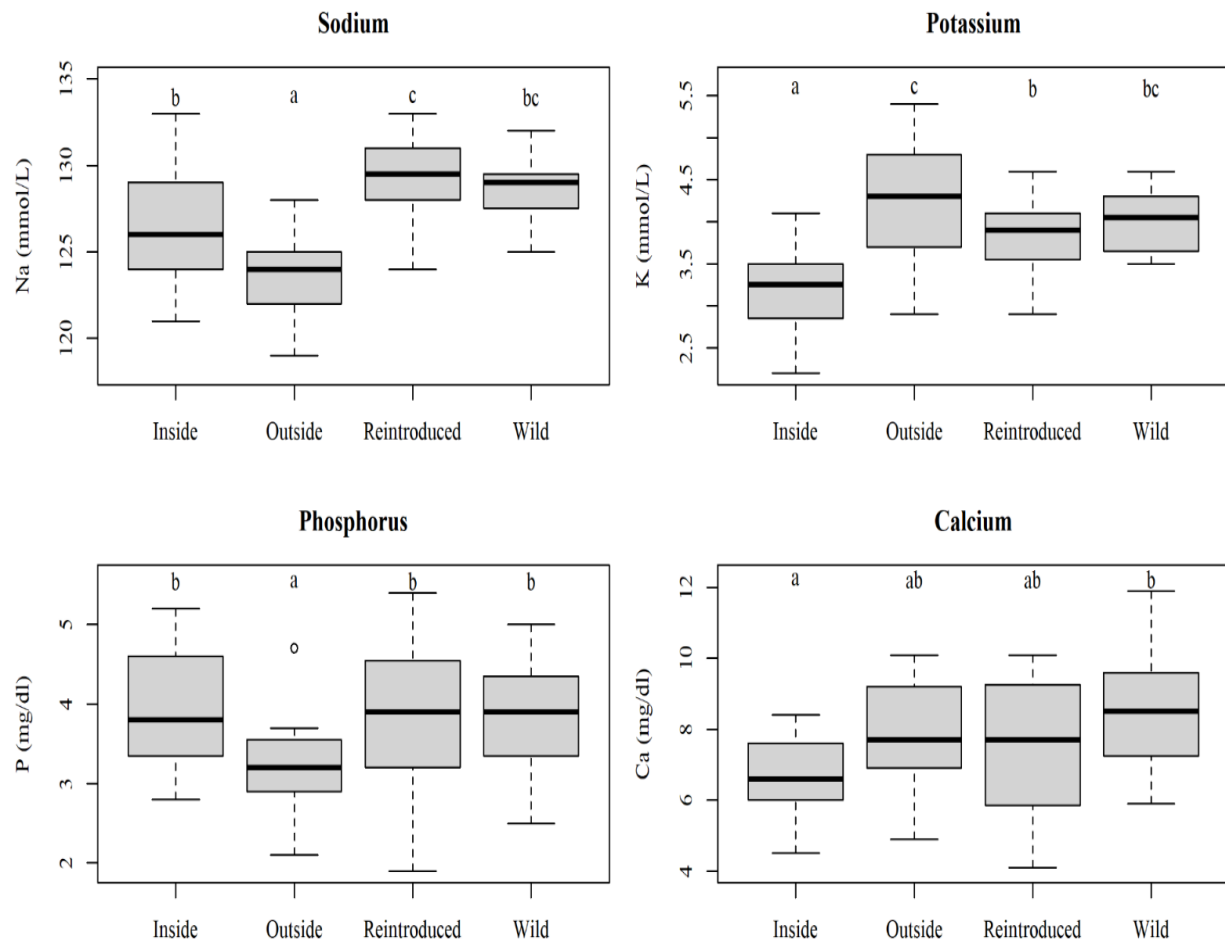 Sodium
Na (mmol/L)
135
130
125
120
b a c bc
Inside Outside Reintroduced Wild
Potassium
K (mmol/L)
5.5
4.5
3.5
2.5
a c b bc
Inside Outside Reintroduced Wild
Phosphorus
P (mg/dl)
5
4
3
2
b a b b
Inside Outside Reintroduced Wild
Calcium
Ca (mg/dl)
12
10
8
6
4
a ab ab b
Inside Outside Reintroduced Wild